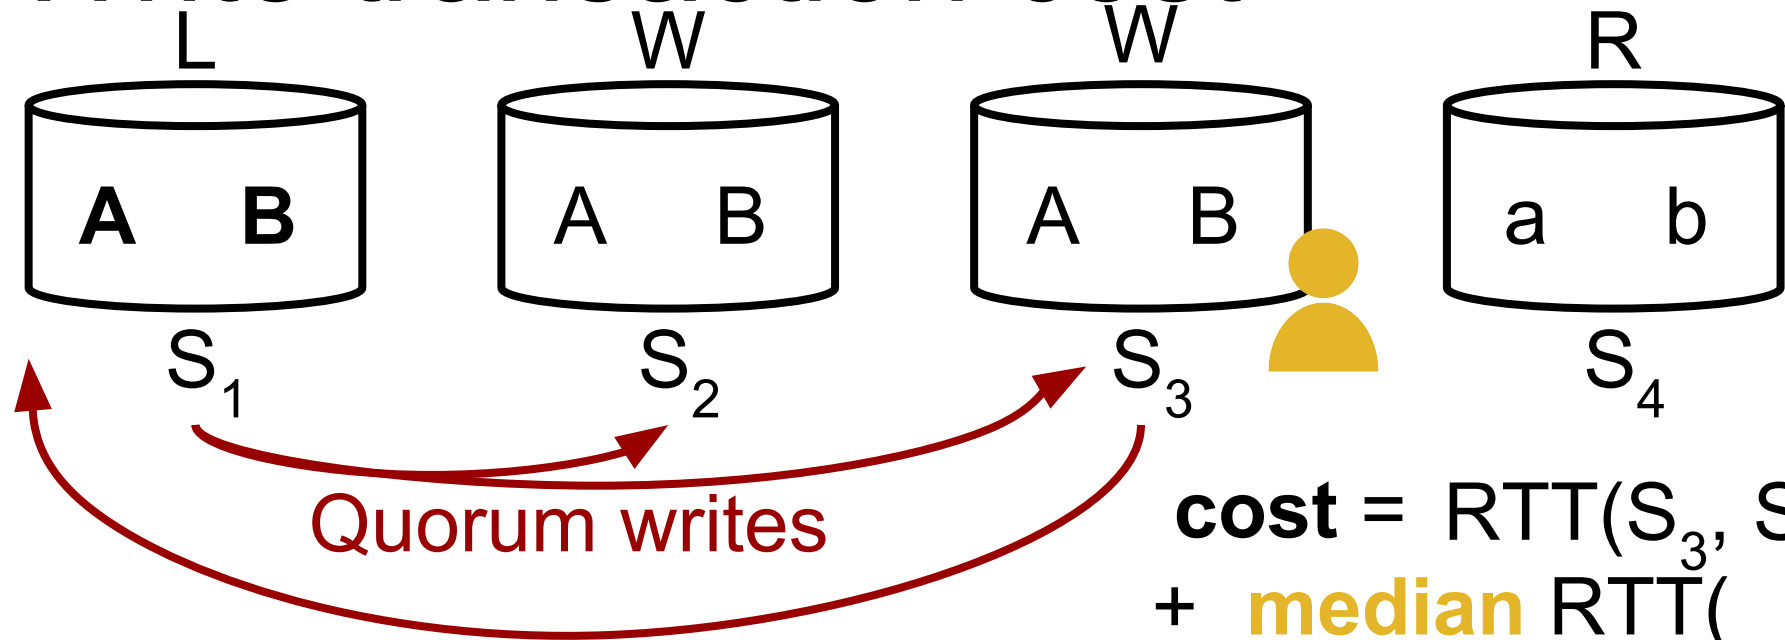 L W W R
A B A B A B a b
S1 S2 S3 S4
Quorum writes
cost = RTT(S3, S
+ median RTT(